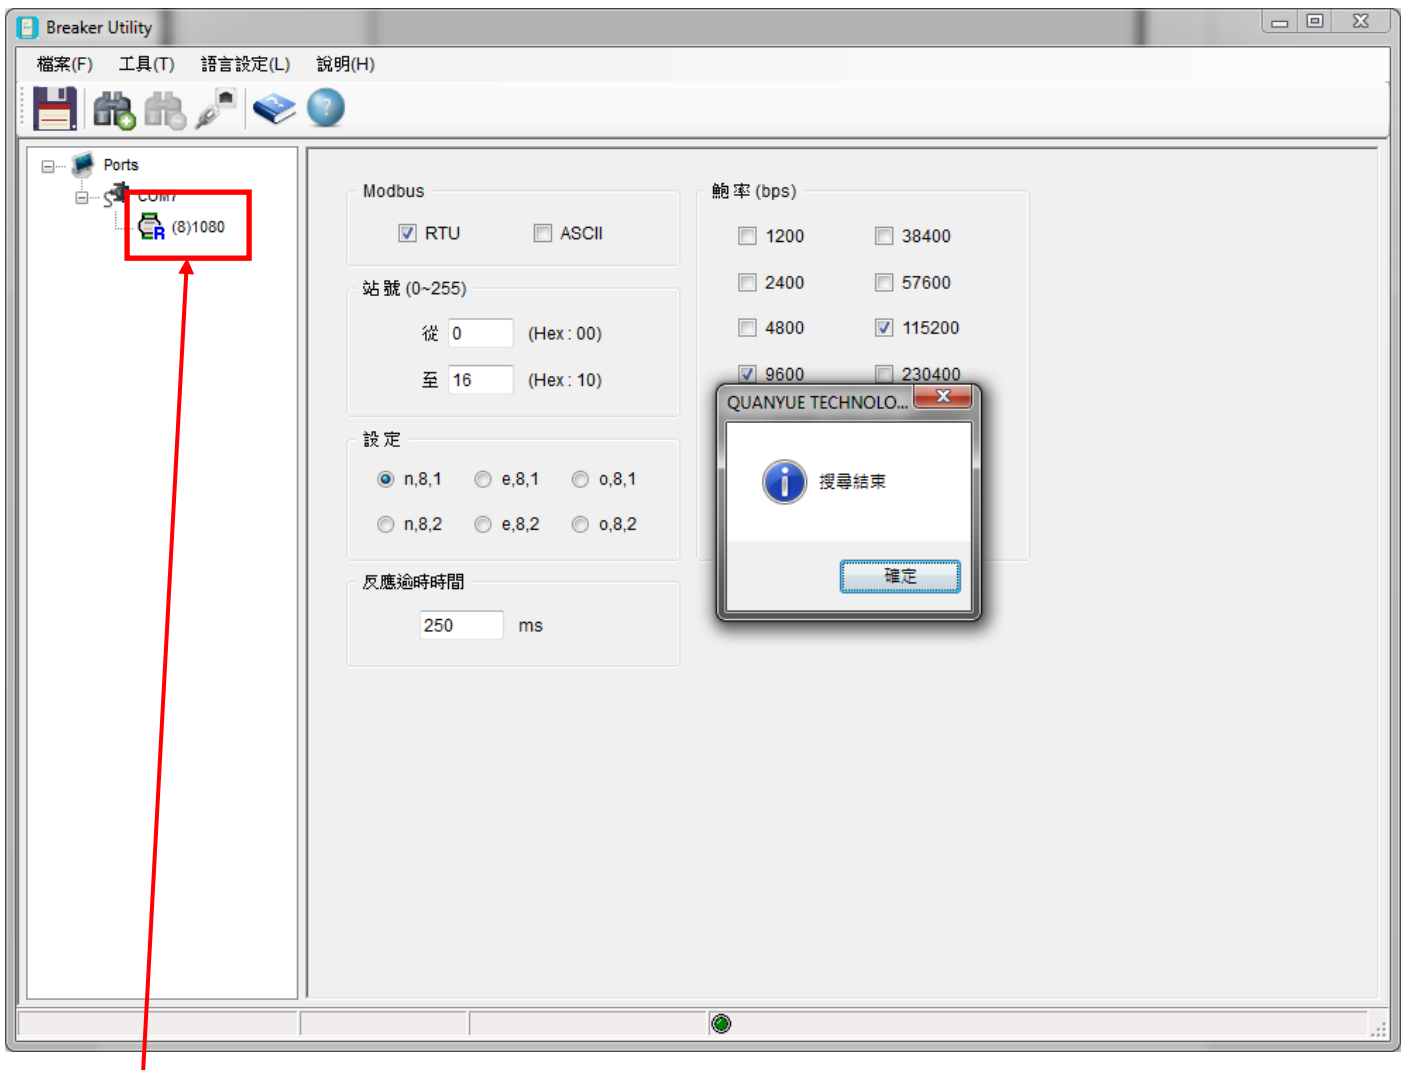 Breaker Utility
檔案(F) 工具(T) 語言設定(L) 說明(H)
Ports
COM7
(8)1080
Modbus
RTU ASCII
站號 (0~255)
從 0 (Hex : 00)
至 16 (Hex : 10)
設定
n,8,1 e,8,1 o,8,1
n,8,2 e,8,2 o,8,2
反應逾時時間
250 ms
鮑率 (bps)
1200 38400
2400 57600
4800 115200
9600 230400
QUANYUE TECHNOLO...
搜尋結束
確定